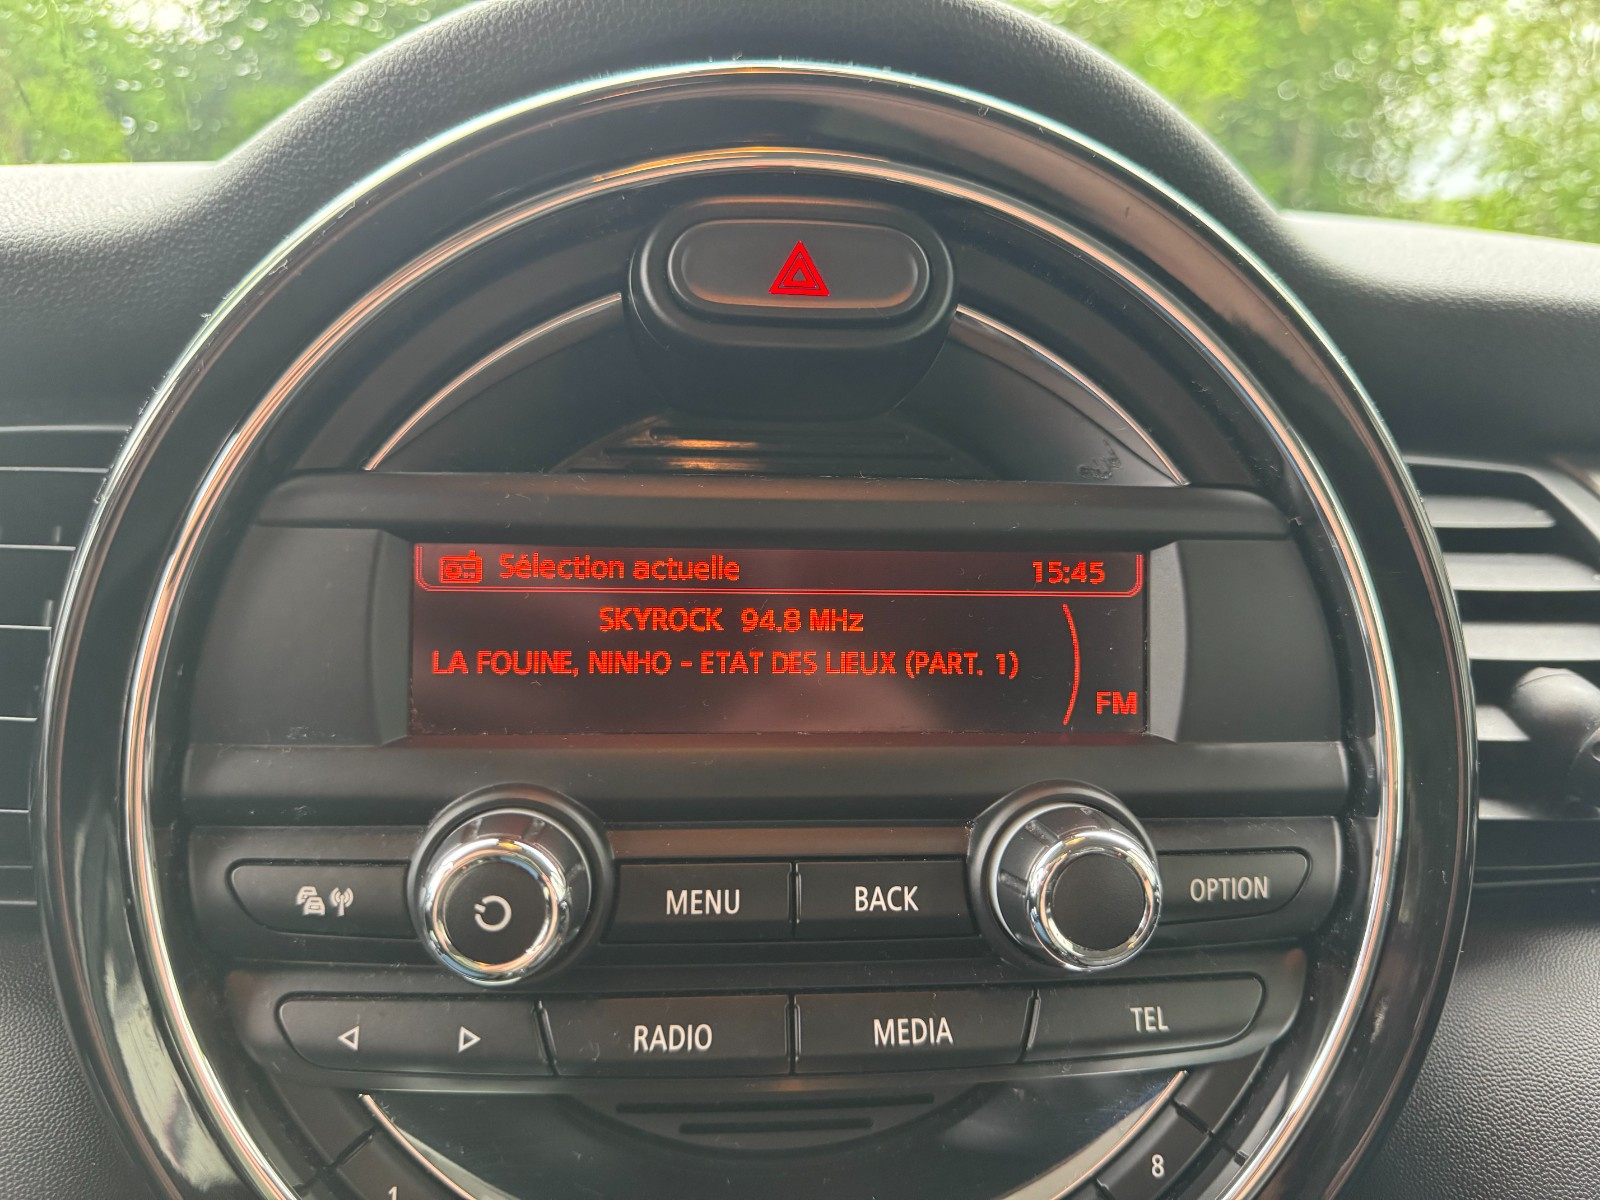 Sélection actuelle 15:45
SKYROCK 94.8 MHz
LA FOUINE, NINHO - ETAT DES LIEUX (PART. 1)
FM
MENU BACK OPTION
RADIO MEDIA TEL
1 8